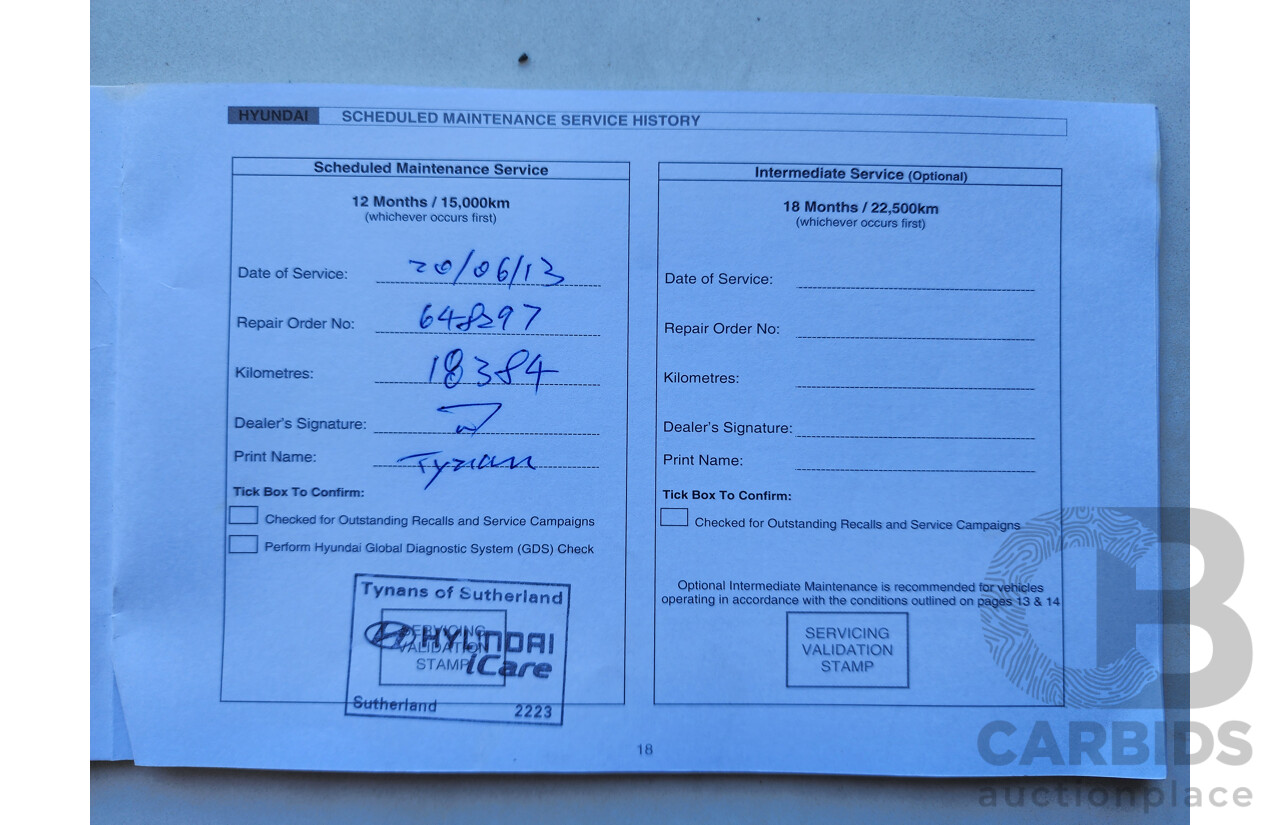 HYUNDAI SCHEDULED MAINTENANCE SERVICE HISTORY
Scheduled Maintenance Service
12 Months / 15,000km
(whichever occurs first)
Date of Service: 20/06/13
Repair Order No: 648297
Kilometres: 18384
Dealer's Signature:
Print Name: Tynan
Tick Box To Confirm:
Checked for Outstanding Recalls and Service Campaigns
Perform Hyundai Global Diagnostic System (GDS) Check
Tynans of Sutherland
SERVICING
VALIDATION
STAMP
HYUNDAI
iCare
Sutherland 2223
Intermediate Service (Optional)
18 Months / 22,500km
(whichever occurs first)
Date of Service:
Repair Order No:
Kilometres:
Dealer's Signature:
Print Name:
Tick Box To Confirm:
Checked for Outstanding Recalls and Service Campaigns
Optional Intermediate Maintenance is recommended for vehicles
operating in accordance with the conditions outlined on pages 13 & 14
SERVICING
VALIDATION
STAMP
18
CB
CARBIDS
auctionplace